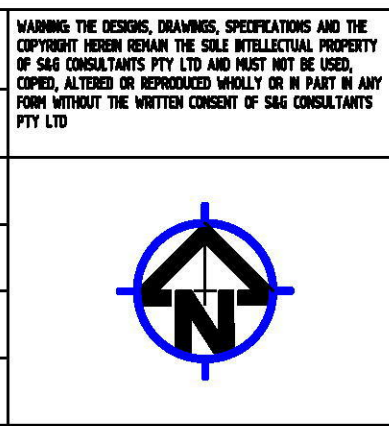 WARNING: THE DESIGNS, DRAWINGS, SPECIFICATIONS AND THE
COPYRIGHT HEREIN REMAIN THE SOLE INTELLECTUAL PROPERTY
OF S&G CONSULTANTS PTY LTD AND MUST NOT BE USED,
COPIED, ALTERED OR REPRODUCED WHOLLY OR IN PART IN ANY
FORM WITHOUT THE WRITTEN CONSENT OF S&G CONSULTANTS
PTY LTD
N